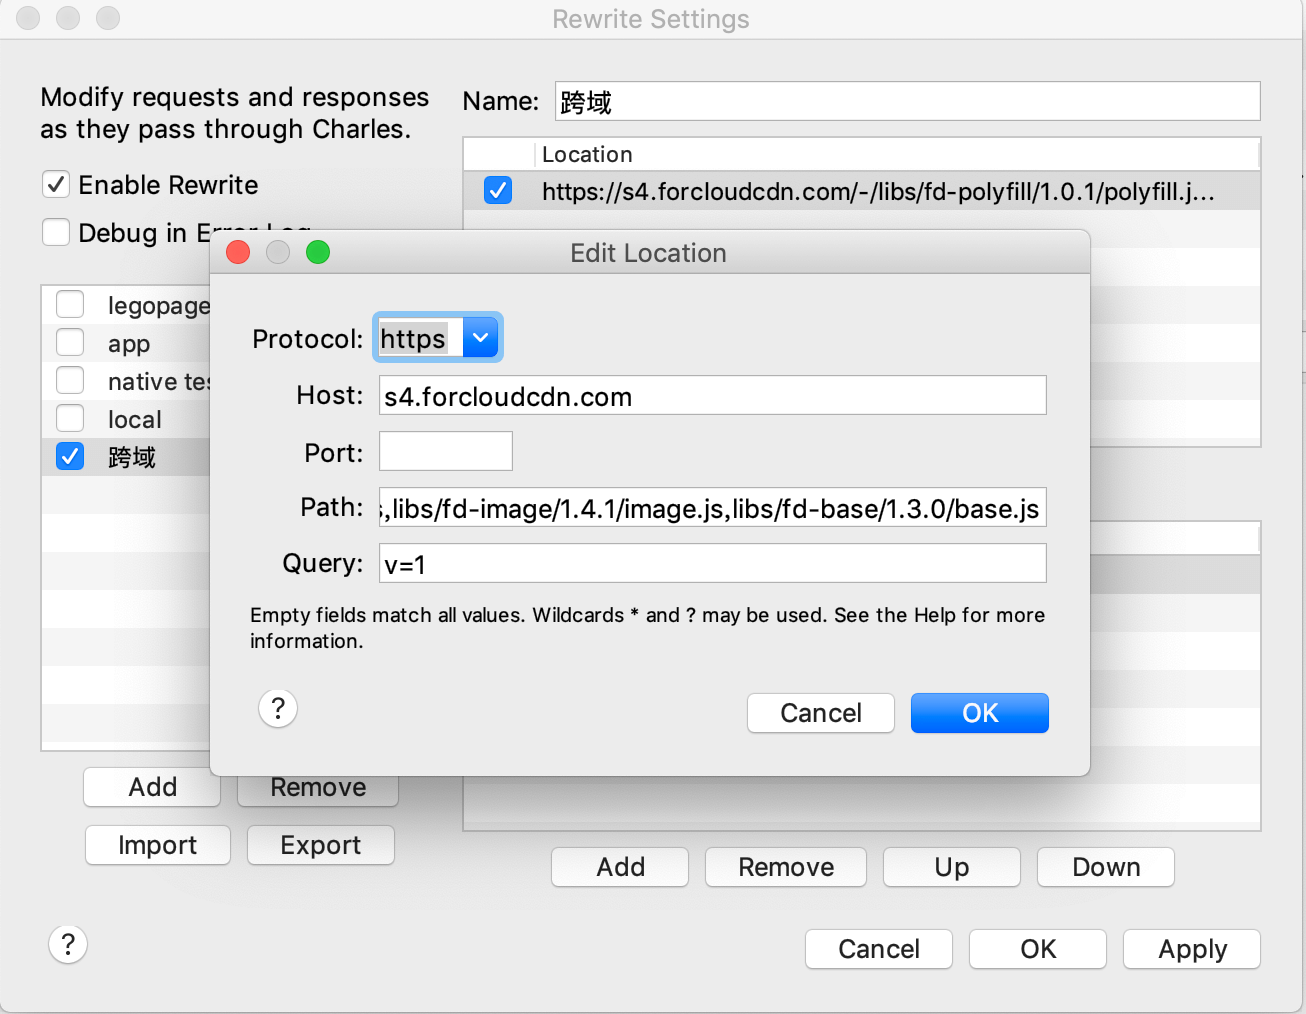 Rewrite Settings
Modify requests and responses
as they pass through Charles.
Enable Rewrite
Debug in Error Log
Name: 跨域
Location
https://s4.forcloudcdn.com/-/libs/fd-polyfill/1.0.1/polyfill.j...
legopage
app
native tes
local
跨域
Edit Location
Protocol: https
Host: s4.forcloudcdn.com
Port:
Path: s,libs/fd-image/1.4.1/image.js,libs/fd-base/1.3.0/base.js
Query: v=1
Empty fields match all values. Wildcards * and ? may be used. See the Help for more
information.
?
Cancel
OK
Add
Remove
Import
Export
Add
Remove
Up
Down
?
Cancel
OK
Apply